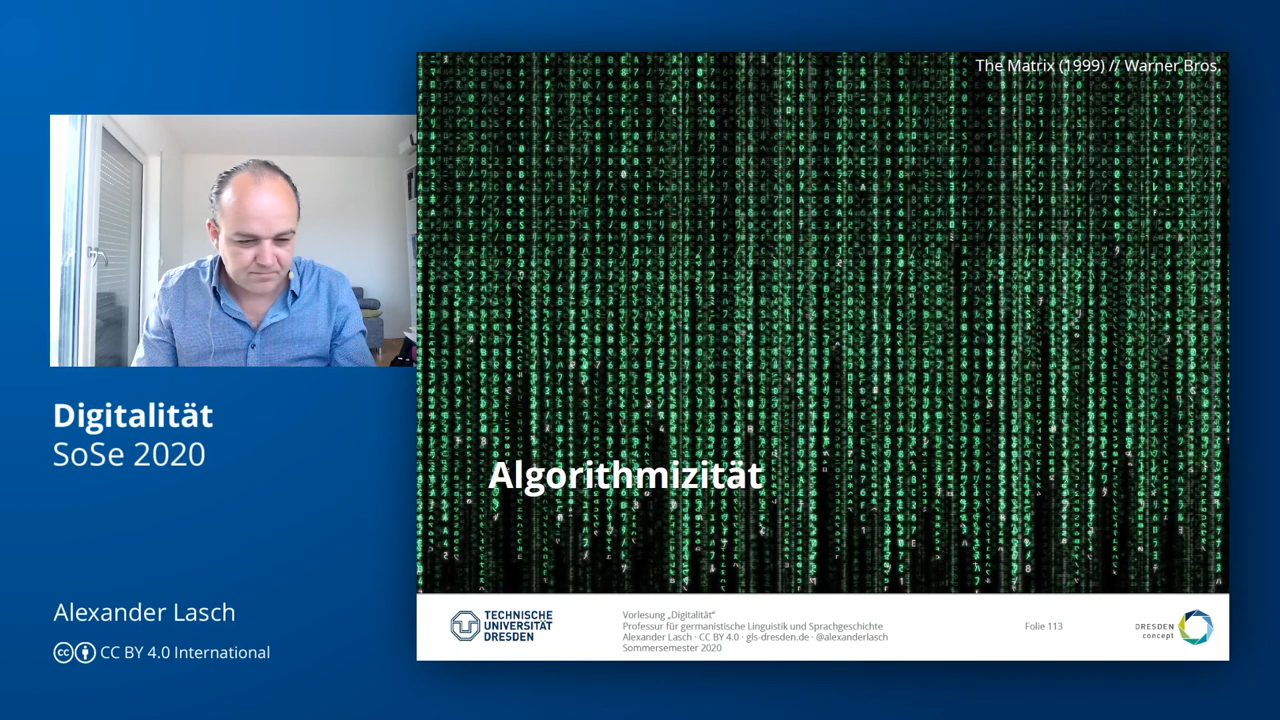 The Matrix (1999) // Warner Bros.
Algorithmizität
Digitalität
SoSe 2020
Alexander Lasch
CC BY 4.0 International
TECHNISCHE
UNIVERSITÄT
DRESDEN
Vorlesung „Digitalität“
Professur für germanistische Linguistik und Sprachgeschichte
Alexander Lasch · CC BY 4.0 · gls-dresden.de · @alexanderlasch
Sommersemester 2020
Folie 113
DRESDEN
concept